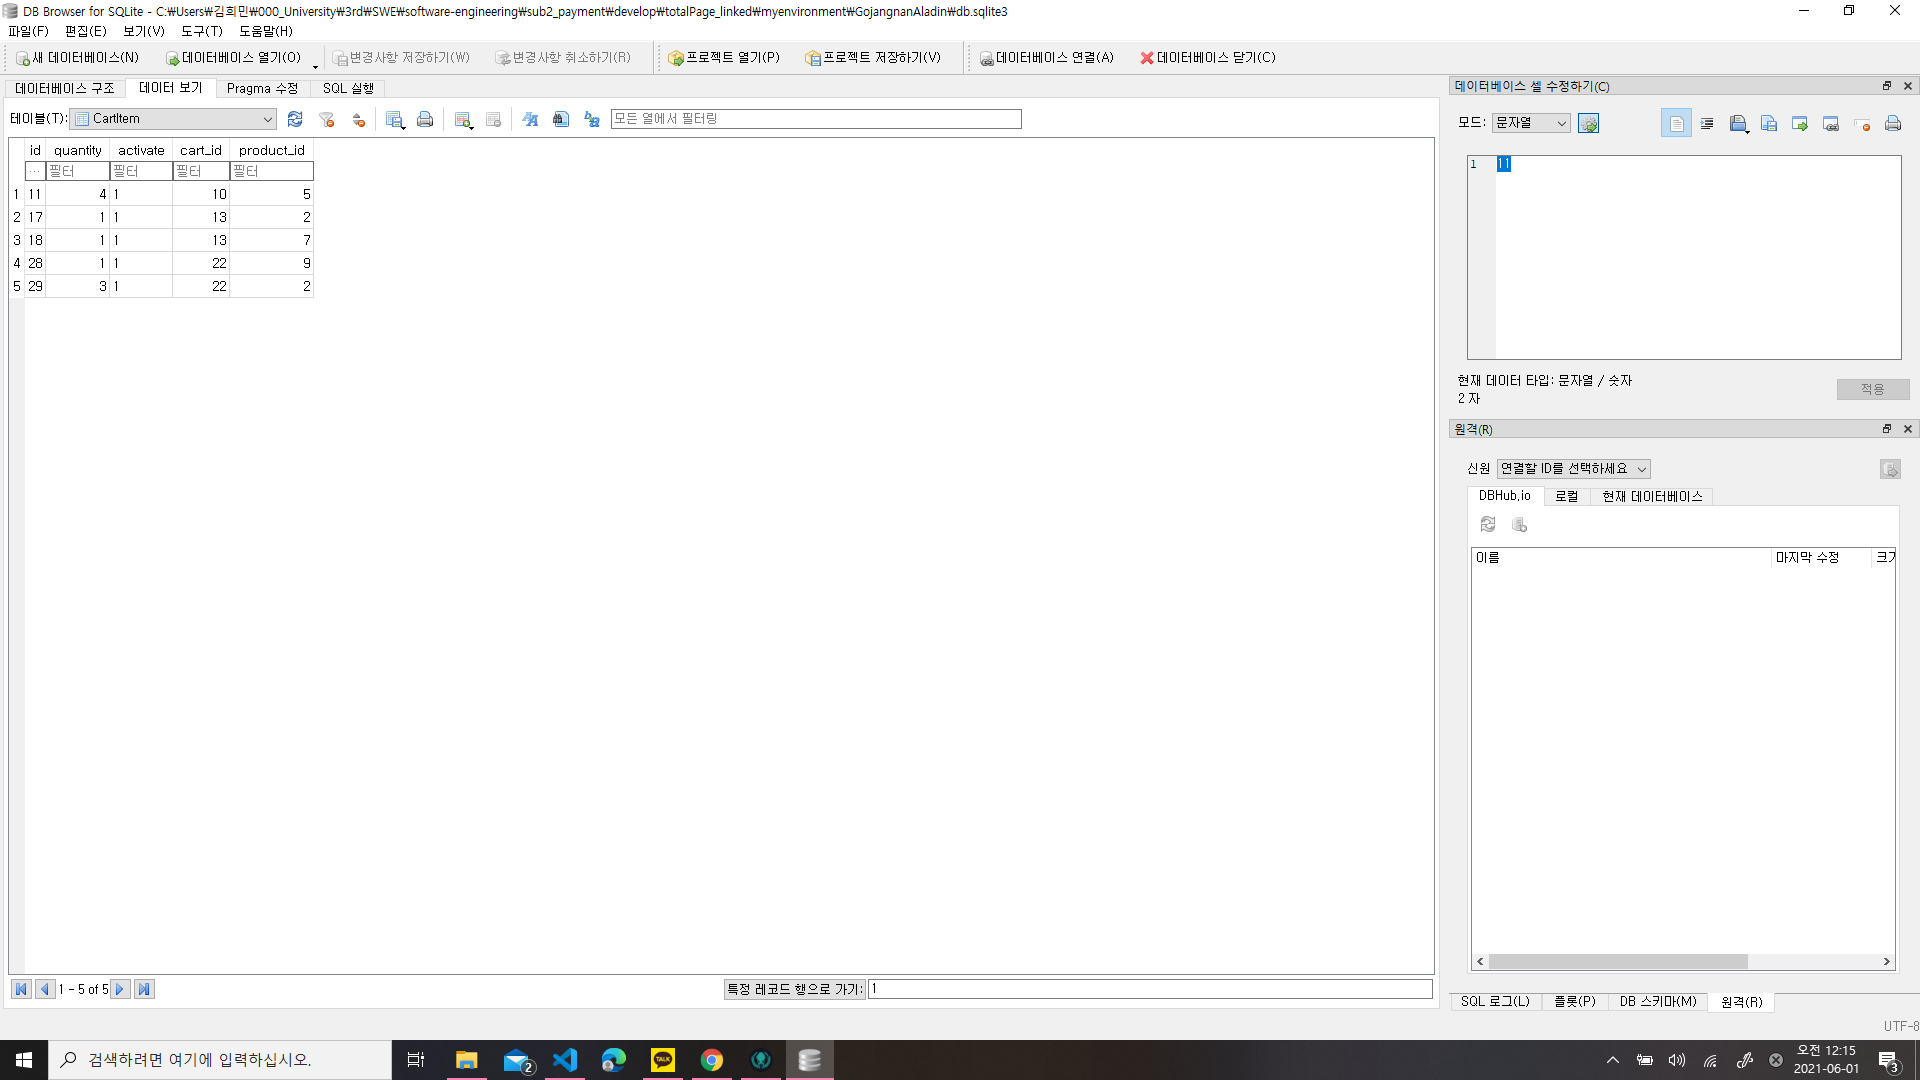 DB Browser for SQLite - C:₩Users₩김희민₩000_University₩3rd₩SWE₩software-engineering₩sub2_payment₩develop₩totalPage_linked₩myenvironment₩GojangnanAladin₩db.sqlite3
파일(F) 편집(E) 보기(V) 도구(T) 도움말(H)
새 데이터베이스(N) 데이터베이스 열기(O) 변경사항 저장하기(W) 변경사항 취소하기(R) 프로젝트 열기(P) 프로젝트 저장하기(V) 데이터베이스 연결(A) 데이터베이스 닫기(C)
데이터베이스 구조 데이터 보기 Pragma 수정 SQL 실행
테이블(T): CartItem 모든 열에서 필터링
id quantity activate cart_id product_id
... 필터 필터 필터 필터
1 11 4 1 10 5
2 17 1 1 13 2
3 18 1 1 13 7
4 28 1 1 22 9
5 29 3 1 22 2
1 - 5 of 5 특정 레코드 행으로 가기: 1
데이터베이스 셀 수정하기(C)
모드: 문자열
1 11
현재 데이터 타입: 문자열 / 숫자
2 자
적용
원격(R)
신원 연결할 ID를 선택하세요
DBHub.io 로컬 현재 데이터베이스
이름 마지막 수정 크기
SQL 로그(L) 플롯(P) DB 스키마(M) 원격(R)
UTF-8
검색하려면 여기에 입력하십시오.
2
TALK
오전 12:15
2021-06-01
3